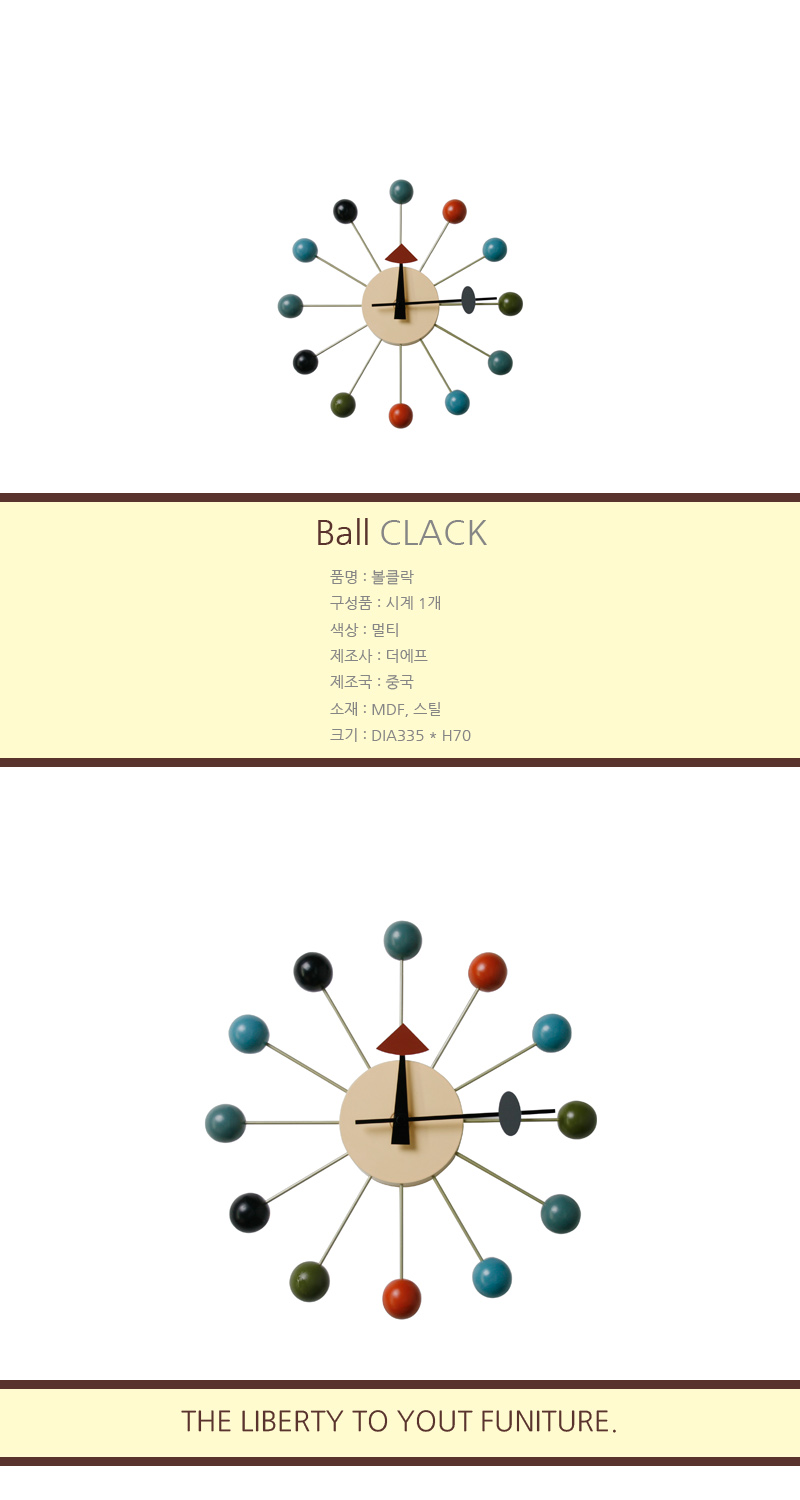 Ball CLACK
품명 : 볼클락
구성품 : 시계 1개
색상 : 멀티
제조사 : 더에프
제조국 : 중국
소재 : MDF, 스틸
크기 : DIA335 * H70
THE LIBERTY TO YOUT FUNITURE.